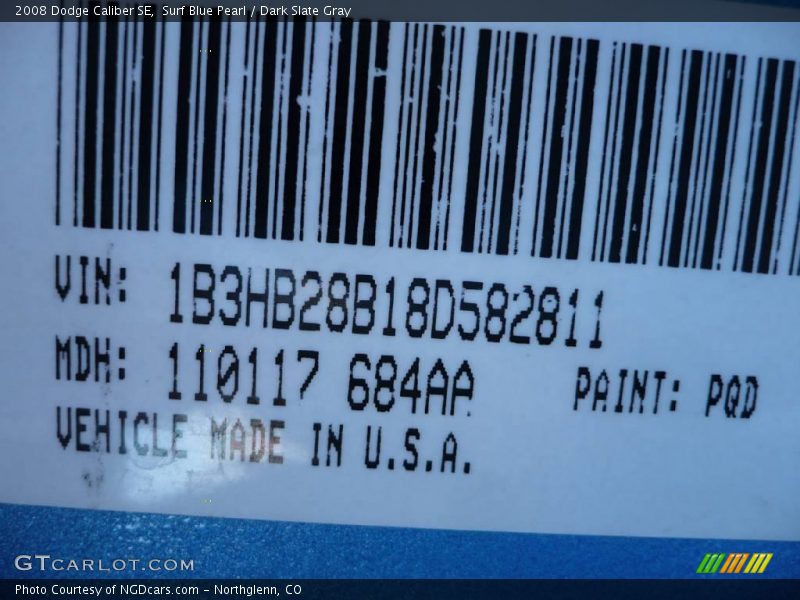 2008 Dodge Caliber SE, Surf Blue Pearl / Dark Slate Gray
VIN: 1B3HB28B18D582811
MDH: 110117 684AA PAINT: PQD
VEHICLE MADE IN U.S.A.
GTCARLOT.COM
Photo Courtesy of NGDcars.com - Northglenn, CO